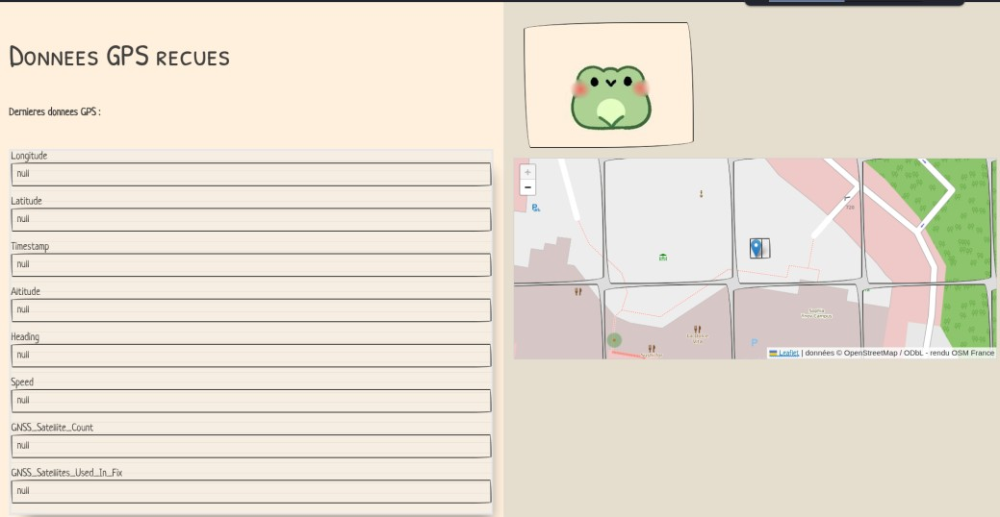 Donnees GPS recues
Dernieres donnees GPS :
Longitude
null
Latitude
null
Timestamp
null
Altitude
null
Heading
null
Speed
null
GNSS_Satellite_Count
null
GNSS_Satellites_Used_In_Fix
null
+
−
P
Leaflet | données © OpenStreetMap / ODbL - rendu OSM France